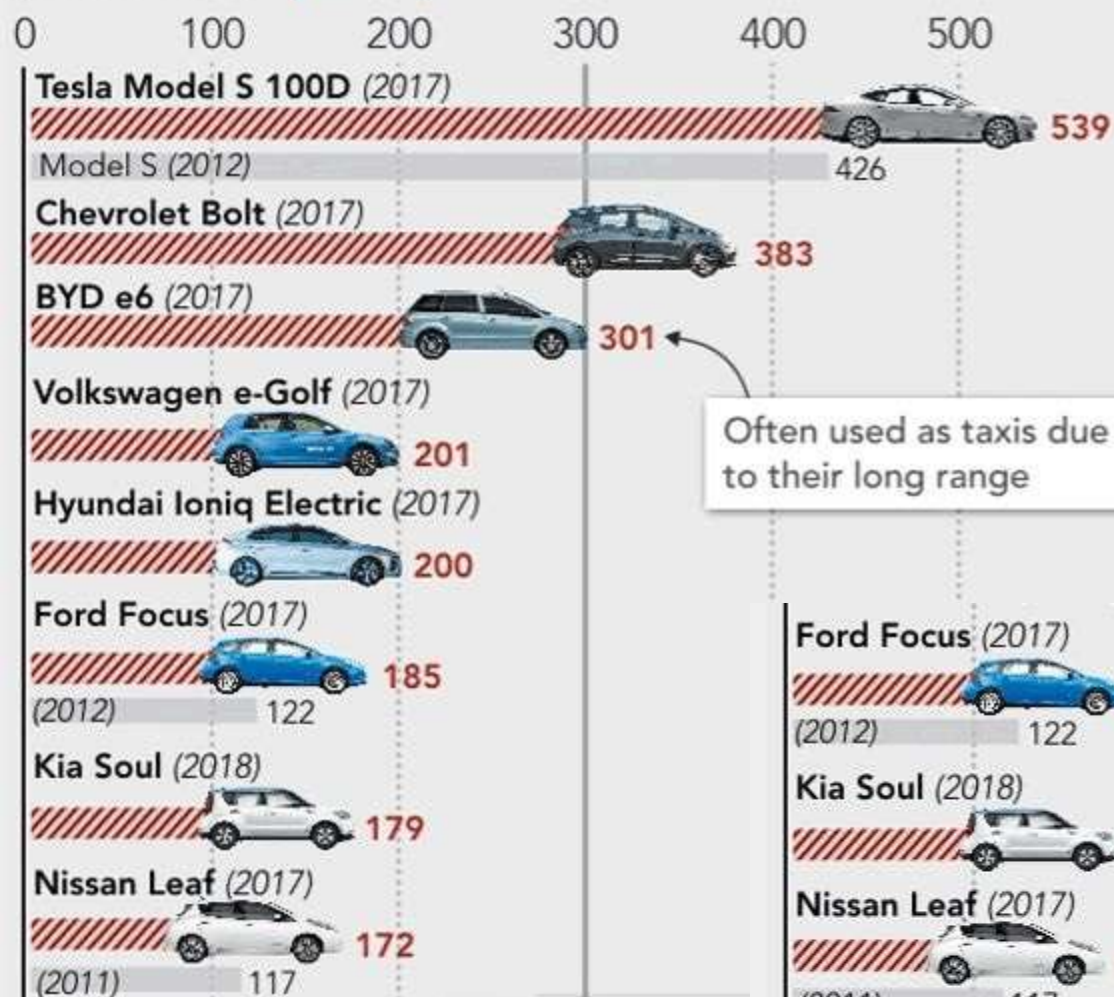 0 100 200 300 400 500
Tesla Model S 100D (2017)
539
Model S (2012)
426
Chevrolet Bolt (2017)
383
BYD e6 (2017)
301
Often used as taxis due
to their long range
Volkswagen e-Golf (2017)
201
Hyundai Ioniq Electric (2017)
200
Ford Focus (2017)
185
(2012)
122
Kia Soul (2018)
179
Nissan Leaf (2017)
172
(2011)
117
Ford Focus (2017)
(2012)
122
Kia Soul (2018)
Nissan Leaf (2017)